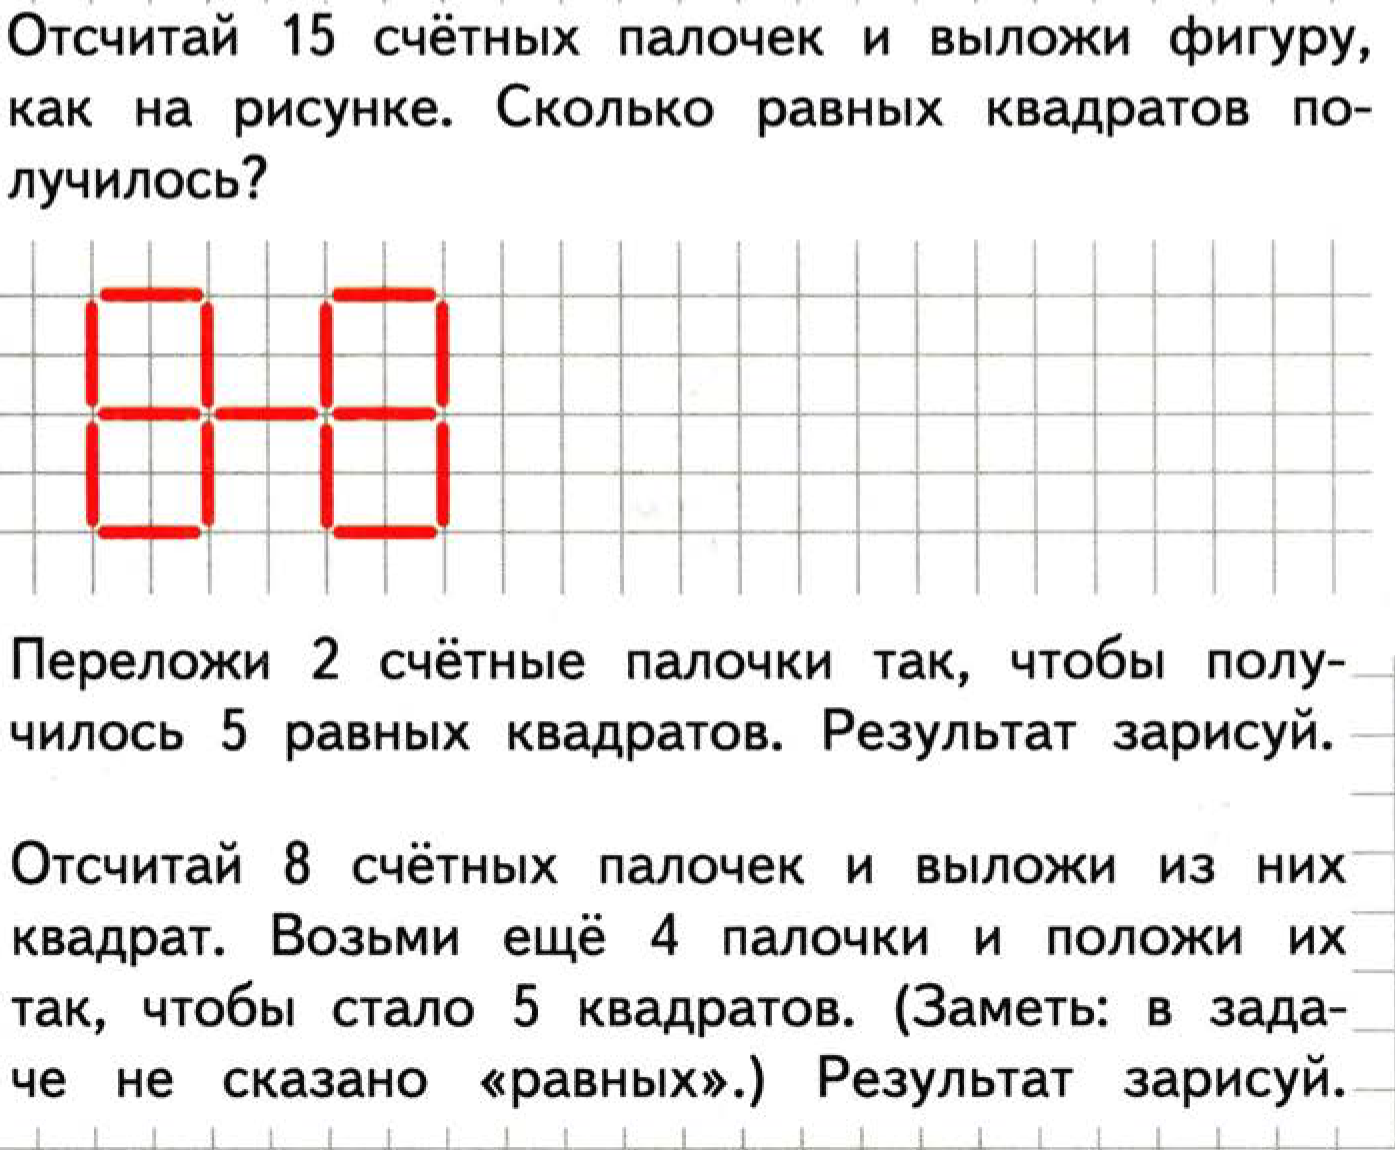 Отсчитай 15 счётных палочек и выложи фигуру,
как на рисунке. Сколько равных квадратов по-
лучилось?
Переложи 2 счётные палочки так, чтобы полу-
чилось 5 равных квадратов. Результат зарисуй.
Отсчитай 8 счётных палочек и выложи из них
квадрат. Возьми ещё 4 палочки и положи их
так, чтобы стало 5 квадратов. (Заметь: в зада-
че не сказано «равных».) Результат зарисуй.